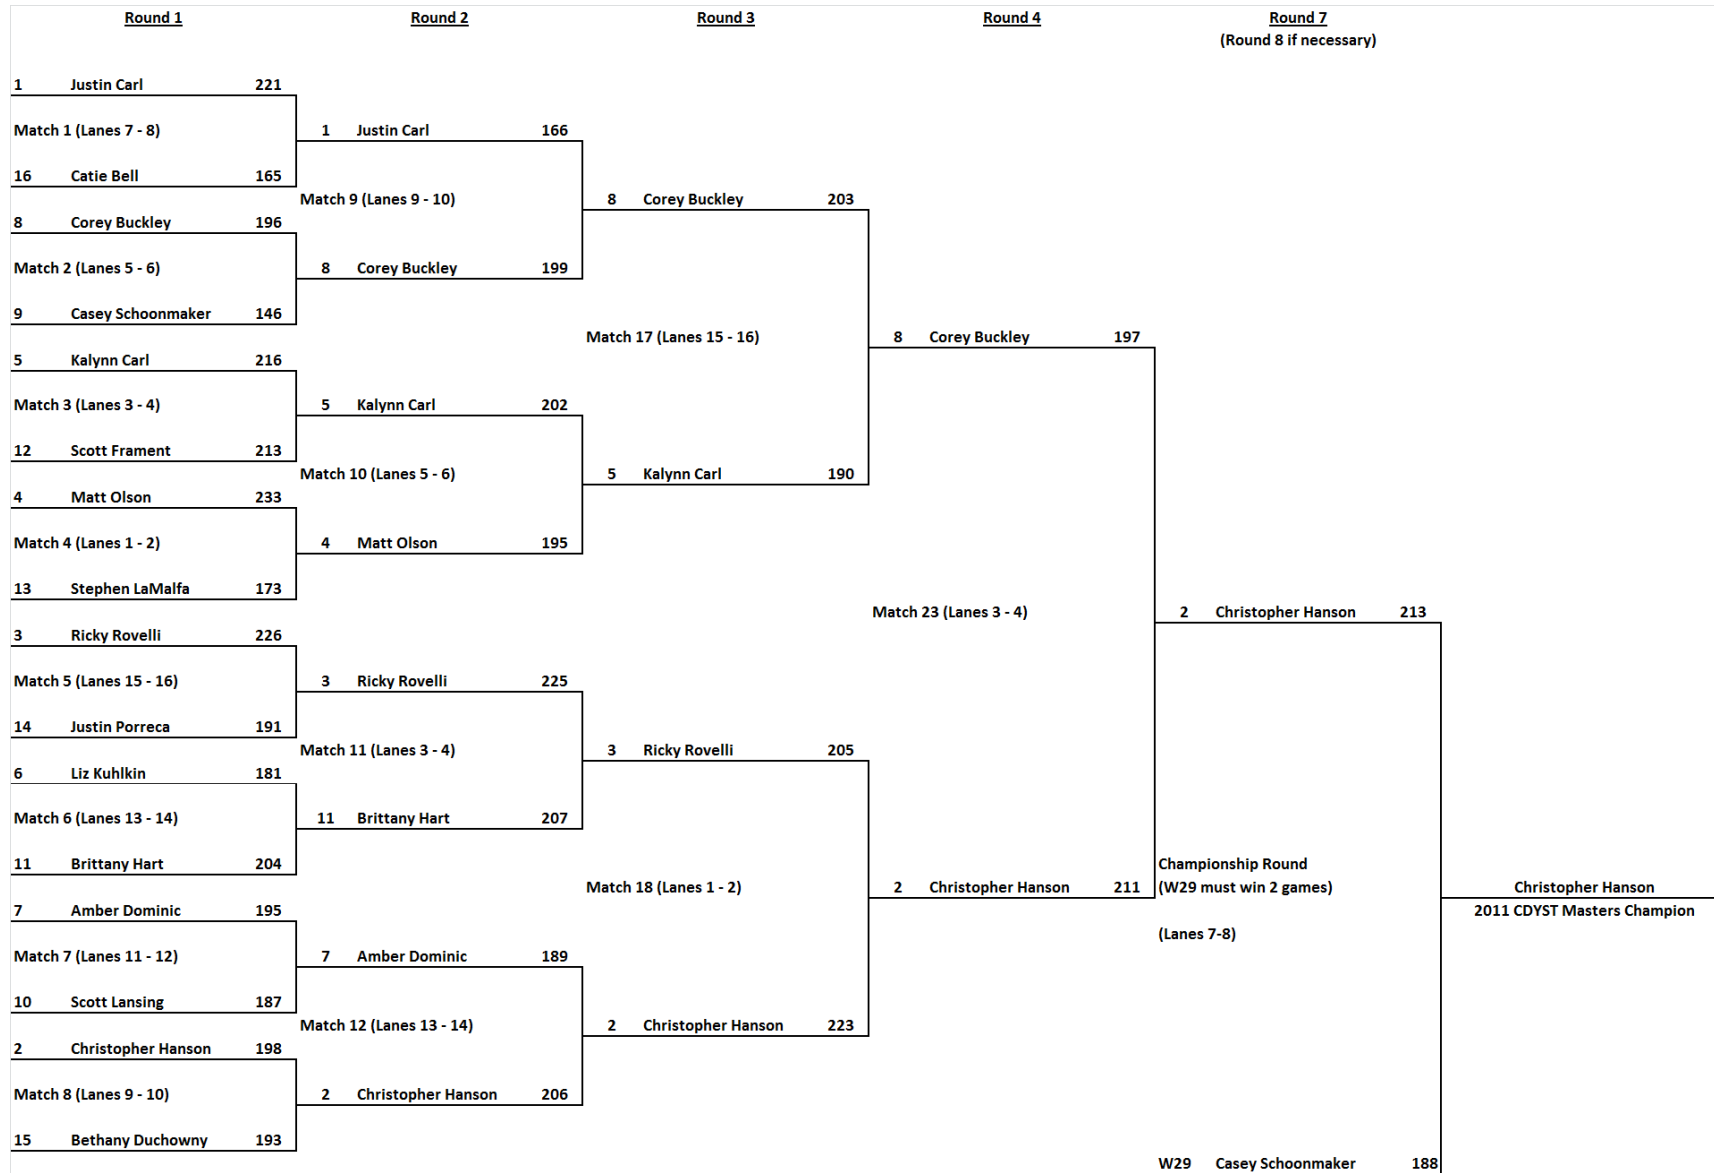 Round 1 Round 2 Round 3 Round 4 Round 7
(Round 8 if necessary)
1 Justin Carl 221
Match 1 (Lanes 7 - 8)
1 Justin Carl 166
16 Catie Bell 165
Match 9 (Lanes 9 - 10)
8 Corey Buckley 203
8 Corey Buckley 196
Match 2 (Lanes 5 - 6)
8 Corey Buckley 199
9 Casey Schoonmaker 146
Match 17 (Lanes 15 - 16)
8 Corey Buckley 197
5 Kalynn Carl 216
Match 3 (Lanes 3 - 4)
5 Kalynn Carl 202
12 Scott Frament 213
Match 10 (Lanes 5 - 6)
5 Kalynn Carl 190
4 Matt Olson 233
Match 4 (Lanes 1 - 2)
4 Matt Olson 195
13 Stephen LaMalfa 173
Match 23 (Lanes 3 - 4)
2 Christopher Hanson 213
3 Ricky Rovelli 226
Match 5 (Lanes 15 - 16)
3 Ricky Rovelli 225
14 Justin Porreca 191
Match 11 (Lanes 3 - 4)
3 Ricky Rovelli 205
6 Liz Kuhlkin 181
Match 6 (Lanes 13 - 14)
11 Brittany Hart 207
11 Brittany Hart 204
Championship Round
Match 18 (Lanes 1 - 2)
2 Christopher Hanson 211
(W29 must win 2 games)
Christopher Hanson
7 Amber Dominic 195
2011 CDYST Masters Champion
(Lanes 7-8)
Match 7 (Lanes 11 - 12)
7 Amber Dominic 189
10 Scott Lansing 187
Match 12 (Lanes 13 - 14)
2 Christopher Hanson 223
2 Christopher Hanson 198
Match 8 (Lanes 9 - 10)
2 Christopher Hanson 206
15 Bethany Duchowny 193
W29 Casey Schoonmaker 188